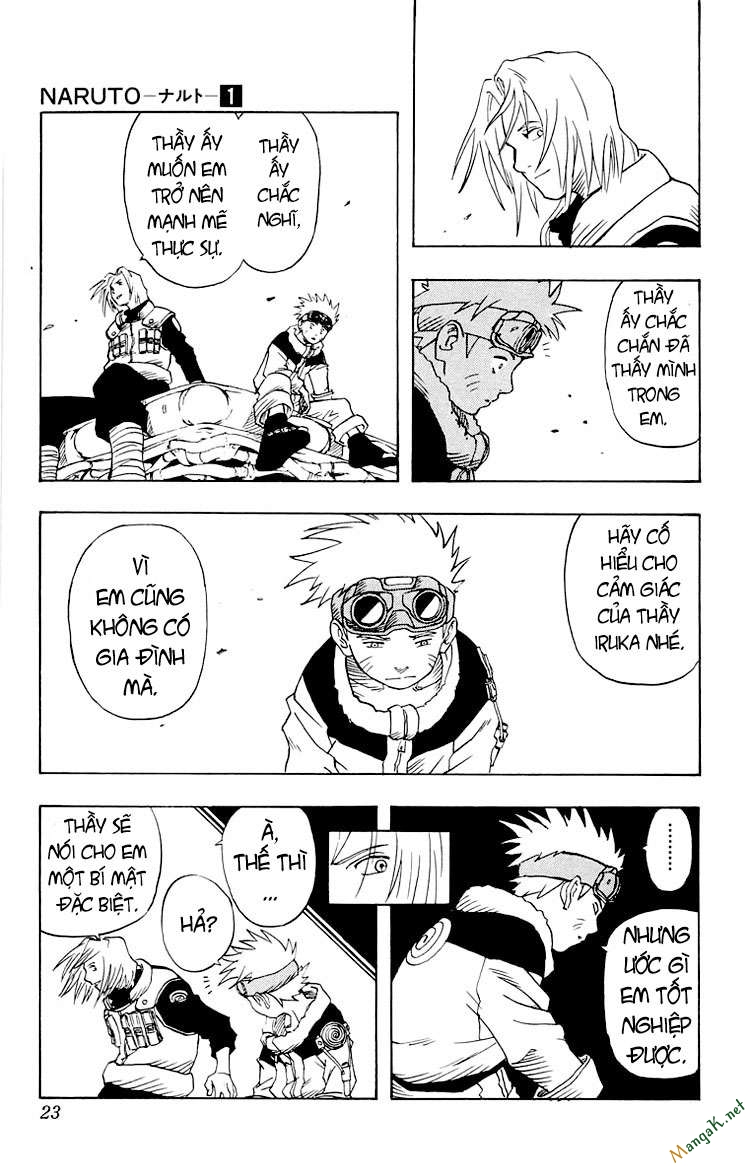 NARUTO—ナルト—1
THẦY
ẤY
CHẮC
NGHĨ,
THẦY ẤY
MUỐN EM
TRỞ NÊN
MẠNH MẼ
THỰC SỰ.
THẦY
ẤY CHẮC
CHẮN ĐÃ
THẤY MÌNH
TRONG
EM.
HÃY CỐ
HIỂU CHO
CẢM GIÁC
CỦA THẦY
IRUKA NHÉ.
VÌ
EM CŨNG
KHÔNG CÓ
GIA ĐÌNH
MÀ.
........
NHƯNG
ƯỚC GÌ
EM TỐT
NGHIỆP
ĐƯỢC.
À,
THẾ THÌ
...
HẢ?
THẦY SẼ
NÓI CHO EM
MỘT BÍ MẬT
ĐẶC BIỆT.
23
MangaK.net